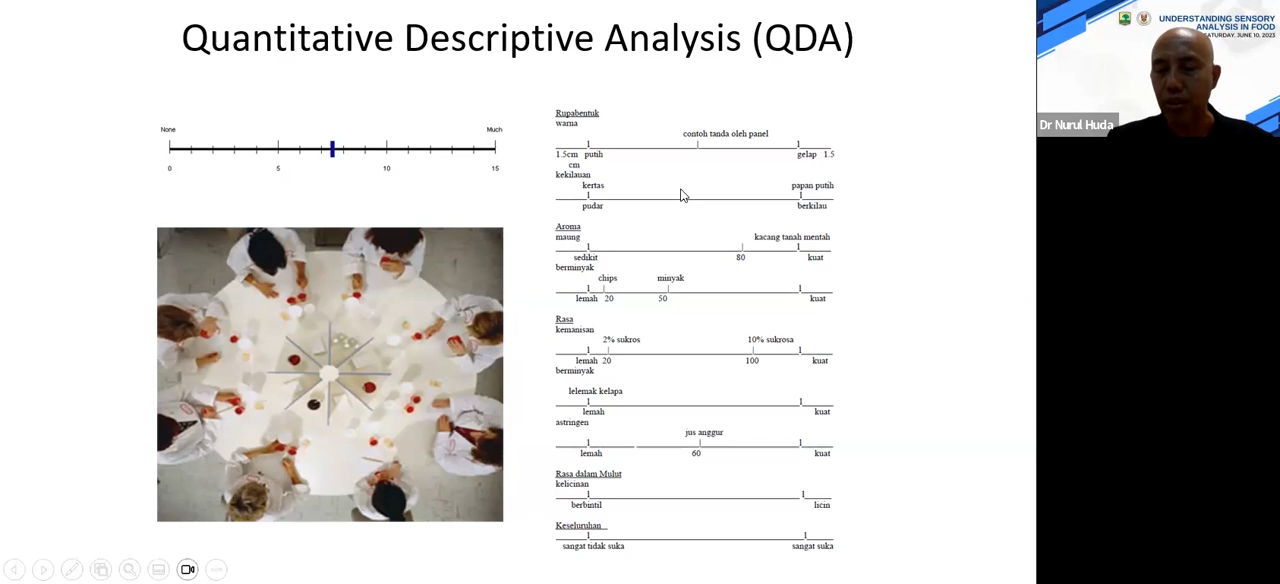 Quantitative Descriptive Analysis (QDA)
None Much
0 5 10 15
Rupabentuk
warna
contoh tanda oleh panel
1.5cm putih gelap 1.5
cm
kekilauan
kertas papan putih
pudar berkilau
Aroma
maung kacang tanah mentah
sedikit 80 kuat
berminyak
chips minyak
lemah 20 50 kuat
Rasa
kemanisan
2% sukros 10% sukrosa
lemah 20 100 kuat
berminyak
lelemak kelapa
lemah kuat
astringen
jus anggur
lemah 60 kuat
Rasa dalam Mulut
kelicinan
berbintil licin
Keseluruhan
sangat tidak suka sangat suka
UNDERSTANDING SENSORY
ANALYSIS IN FOOD
SATURDAY, JUNE 10, 2023
Dr Nurul Huda